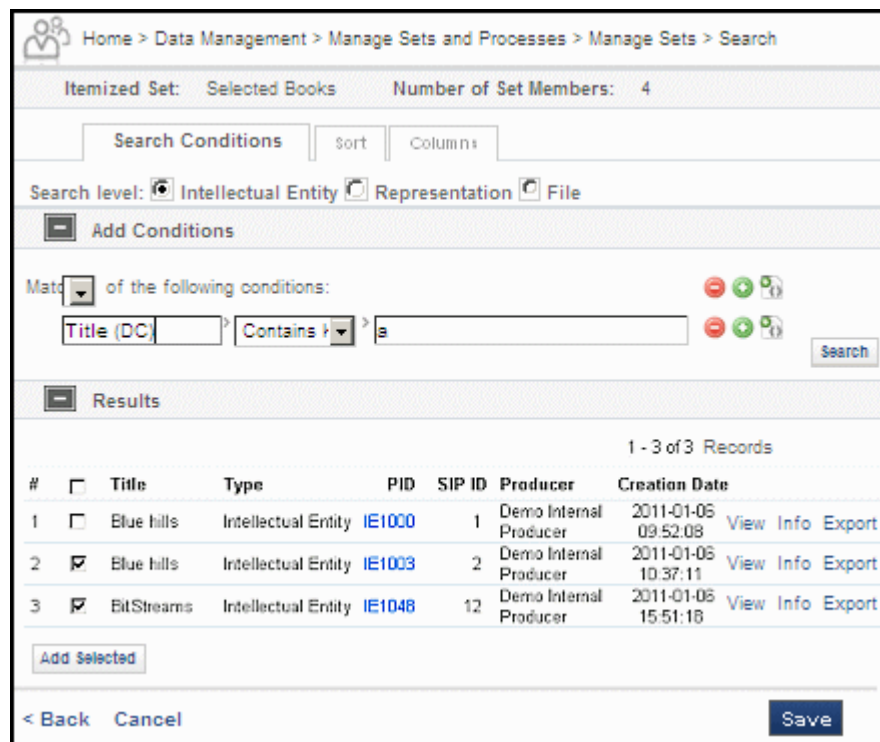 Home > Data Management > Manage Sets and Processes > Manage Sets > Search
Itemized Set: Selected Books Number of Set Members: 4
Search Conditions Sort Columns
Search level: Intellectual Entity Representation File
Add Conditions
of the following conditions:
Title (DC) > Contains > a
Search
Results
1 - 3 of 3 Records
# Title Type PID SIP ID Producer Creation Date
1 Blue hills Intellectual Entity IE1000 1 Demo Internal Producer 2011-01-06 09:52:08 View Info Export
2 Blue hills Intellectual Entity IE1003 2 Demo Internal Producer 2011-01-06 10:37:11 View Info Export
3 BitStreams Intellectual Entity IE1048 12 Demo Internal Producer 2011-01-06 15:51:18 View Info Export
Add Selected
< Back Cancel Save